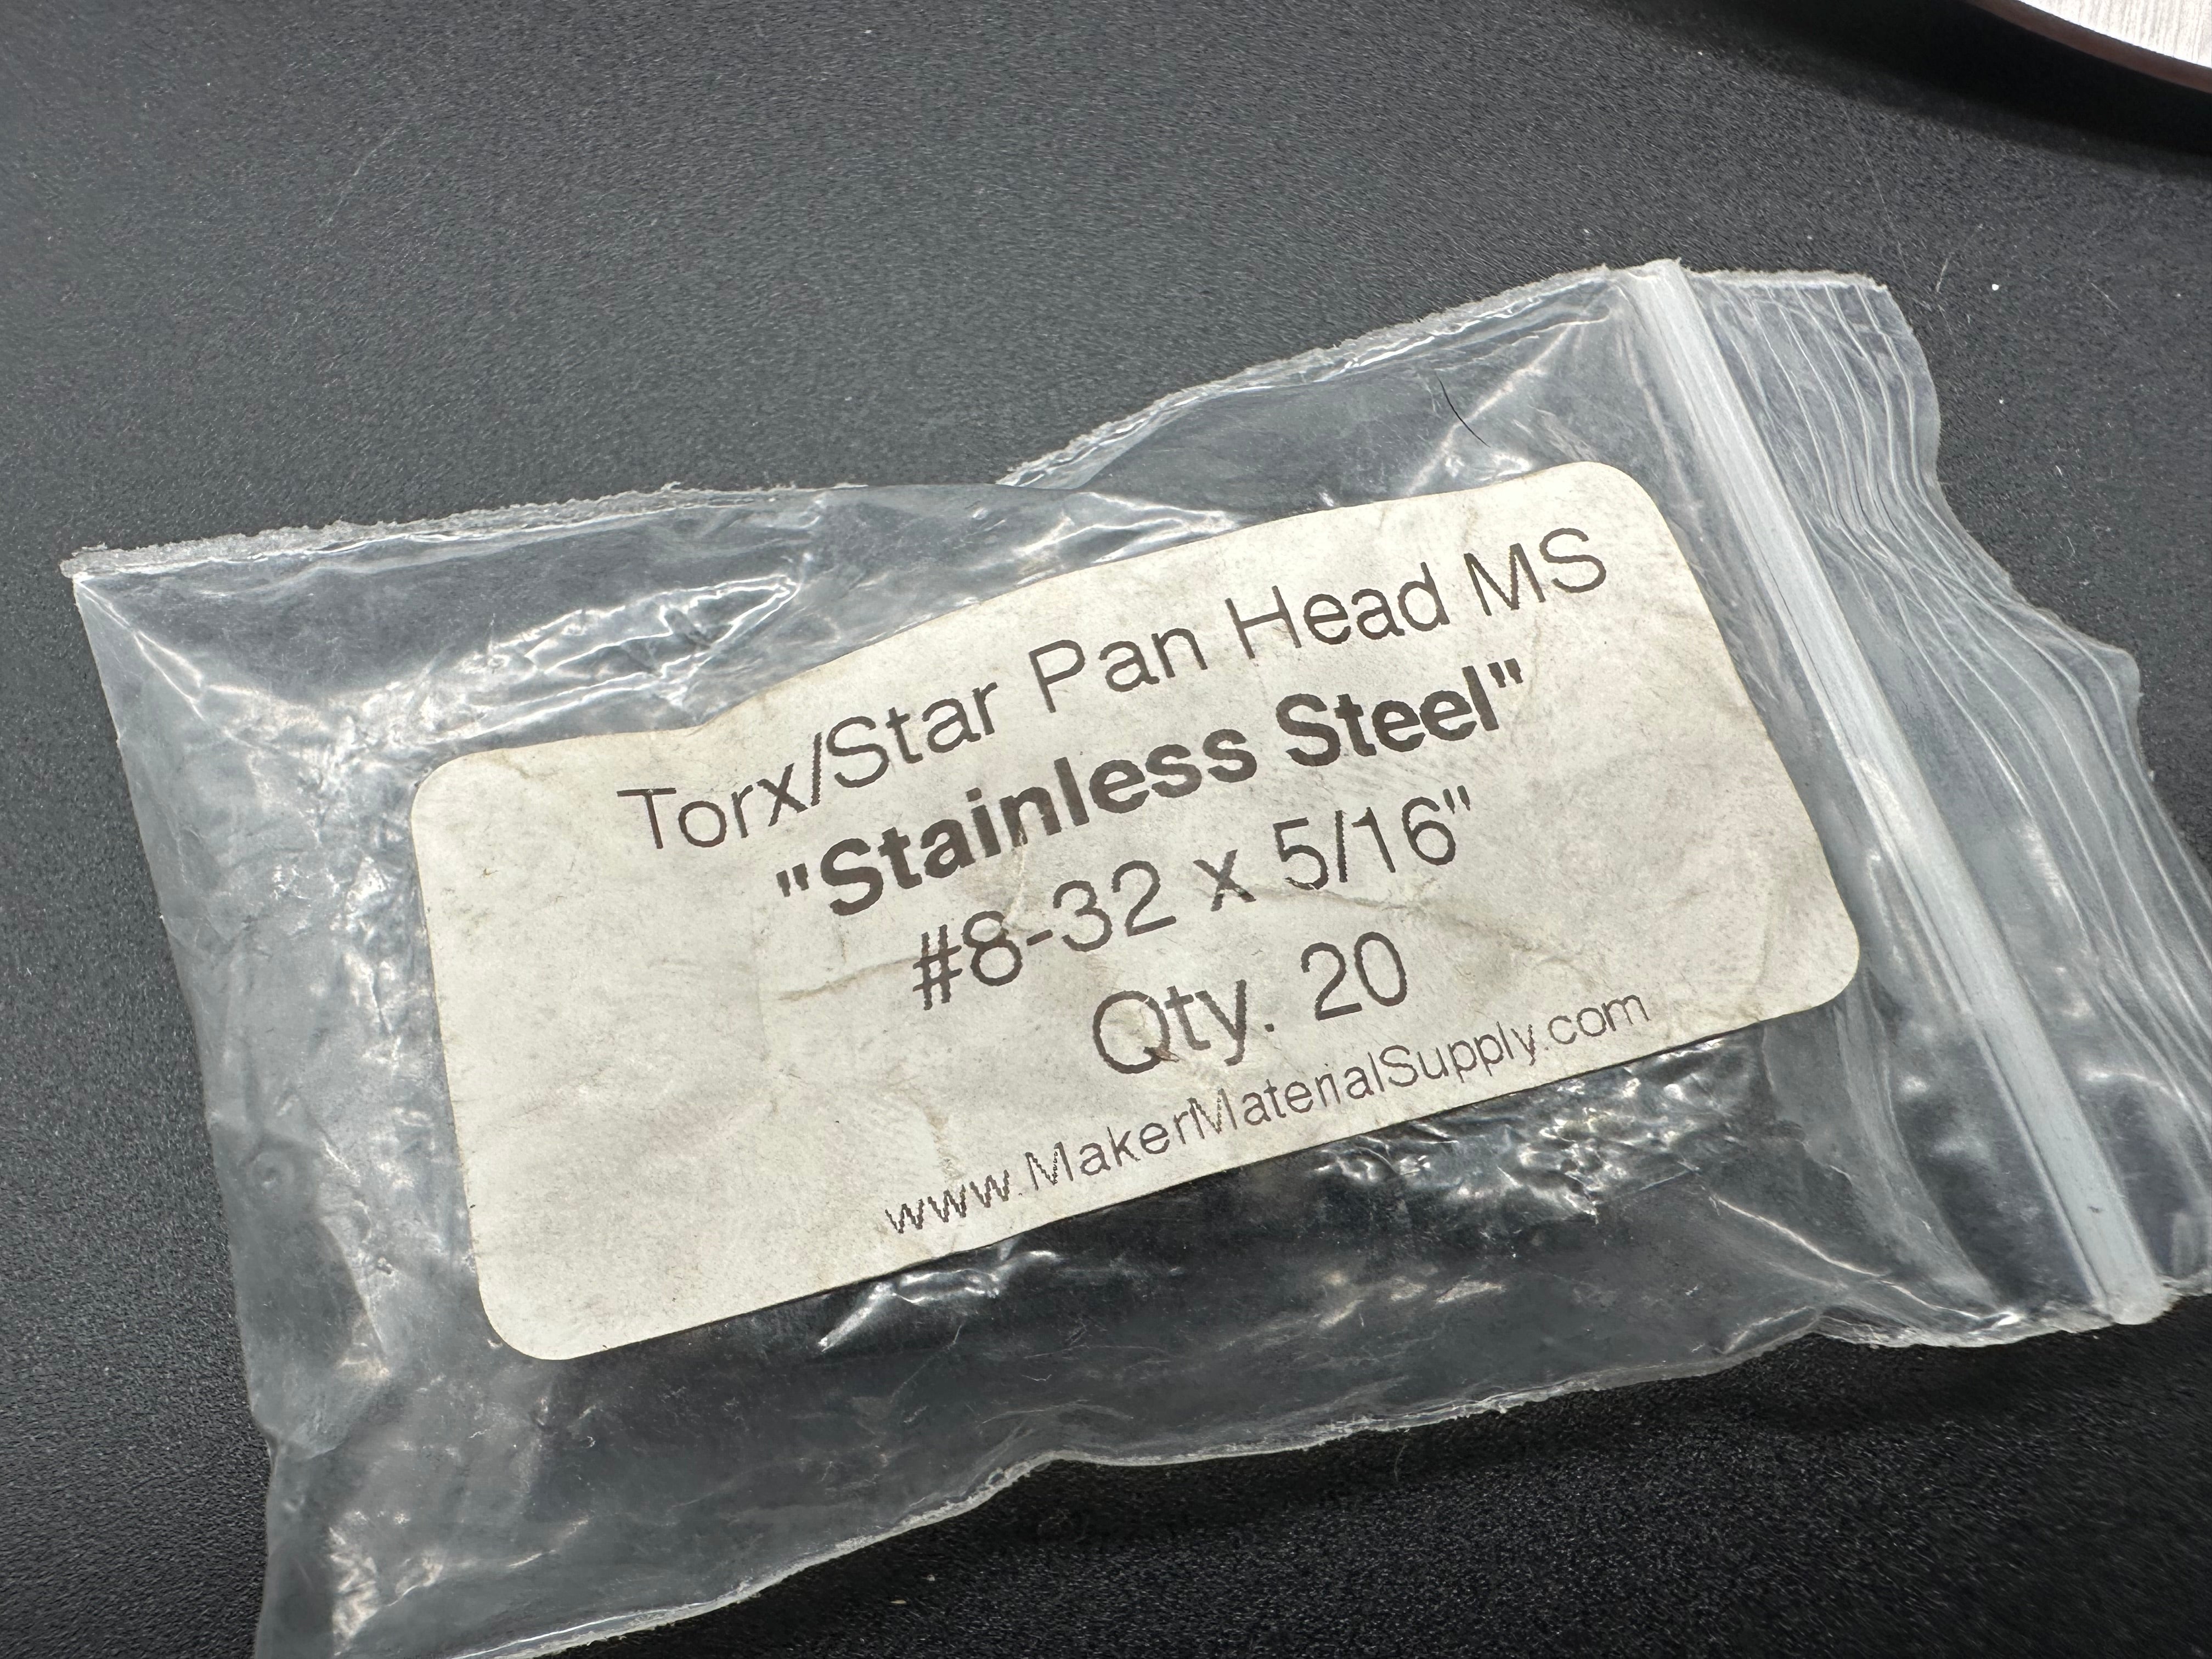 Torx/Star Pan Head MS
"Stainless Steel"
#8-32 x 5/16"
Qty. 20
www.MakerMaterialSupply.com